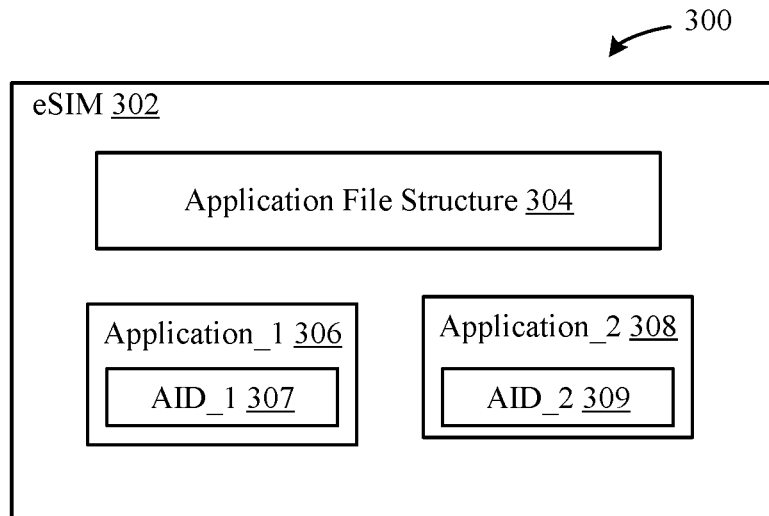 300
eSIM 302
Application File Structure 304
Application_1 306
AID_1 307
Application_2 308
AID_2 309